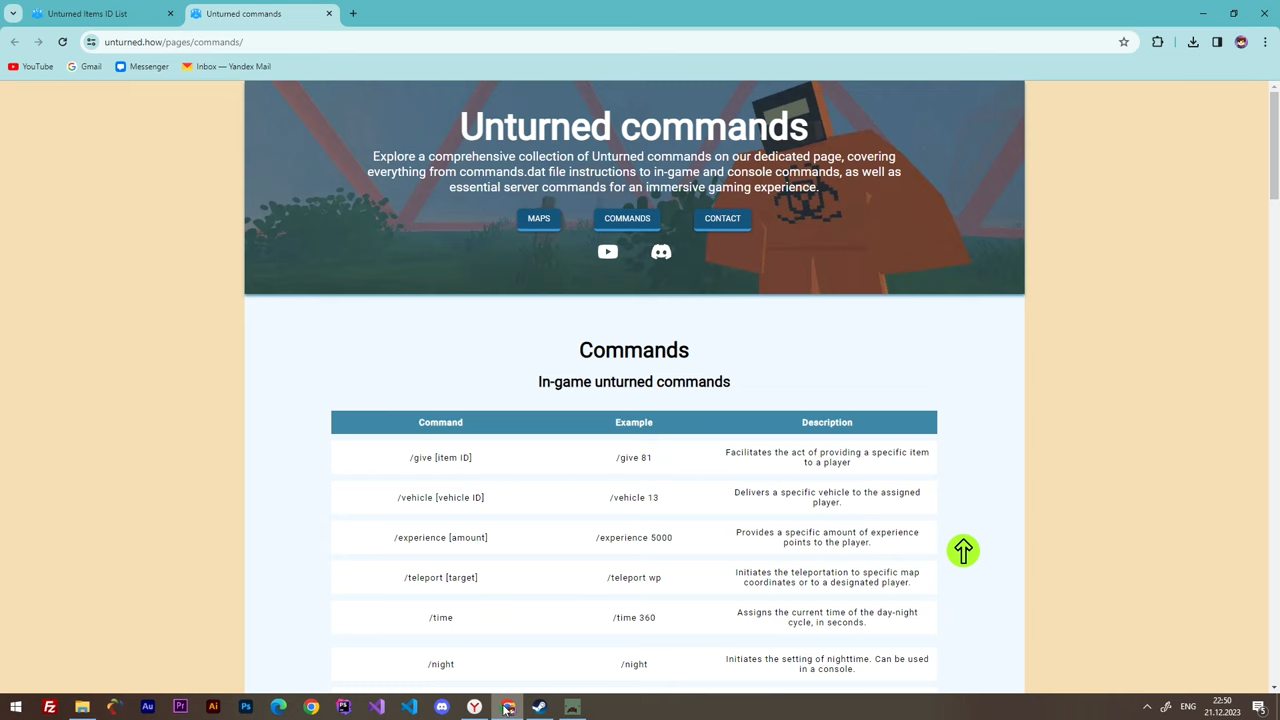 Unturned Items ID List
Unturned commands
unturned.how/pages/commands/
YouTube
Gmail
Messenger
Inbox — Yandex Mail
Unturned commands
Explore a comprehensive collection of Unturned commands on our dedicated page, covering
everything from commands.dat file instructions to in-game and console commands, as well as
essential server commands for an immersive gaming experience.
MAPS
COMMANDS
CONTACT
Commands
In-game unturned commands
Command Example Description
/give [item ID] /give 81 Facilitates the act of providing a specific item
to a player
/vehicle [vehicle ID] /vehicle 13 Delivers a specific vehicle to the assigned
player.
/experience [amount] /experience 5000 Provides a specific amount of experience
points to the player.
/teleport [target] /teleport wp Initiates the teleportation to specific map
coordinates or to a designated player.
/time /time 360 Assigns the current time of the day-night
cycle, in seconds.
/night /night Initiates the setting of nighttime. Can be used
in a console.
Au Pr Ai Ps
ENG
22:50
21.12.2023